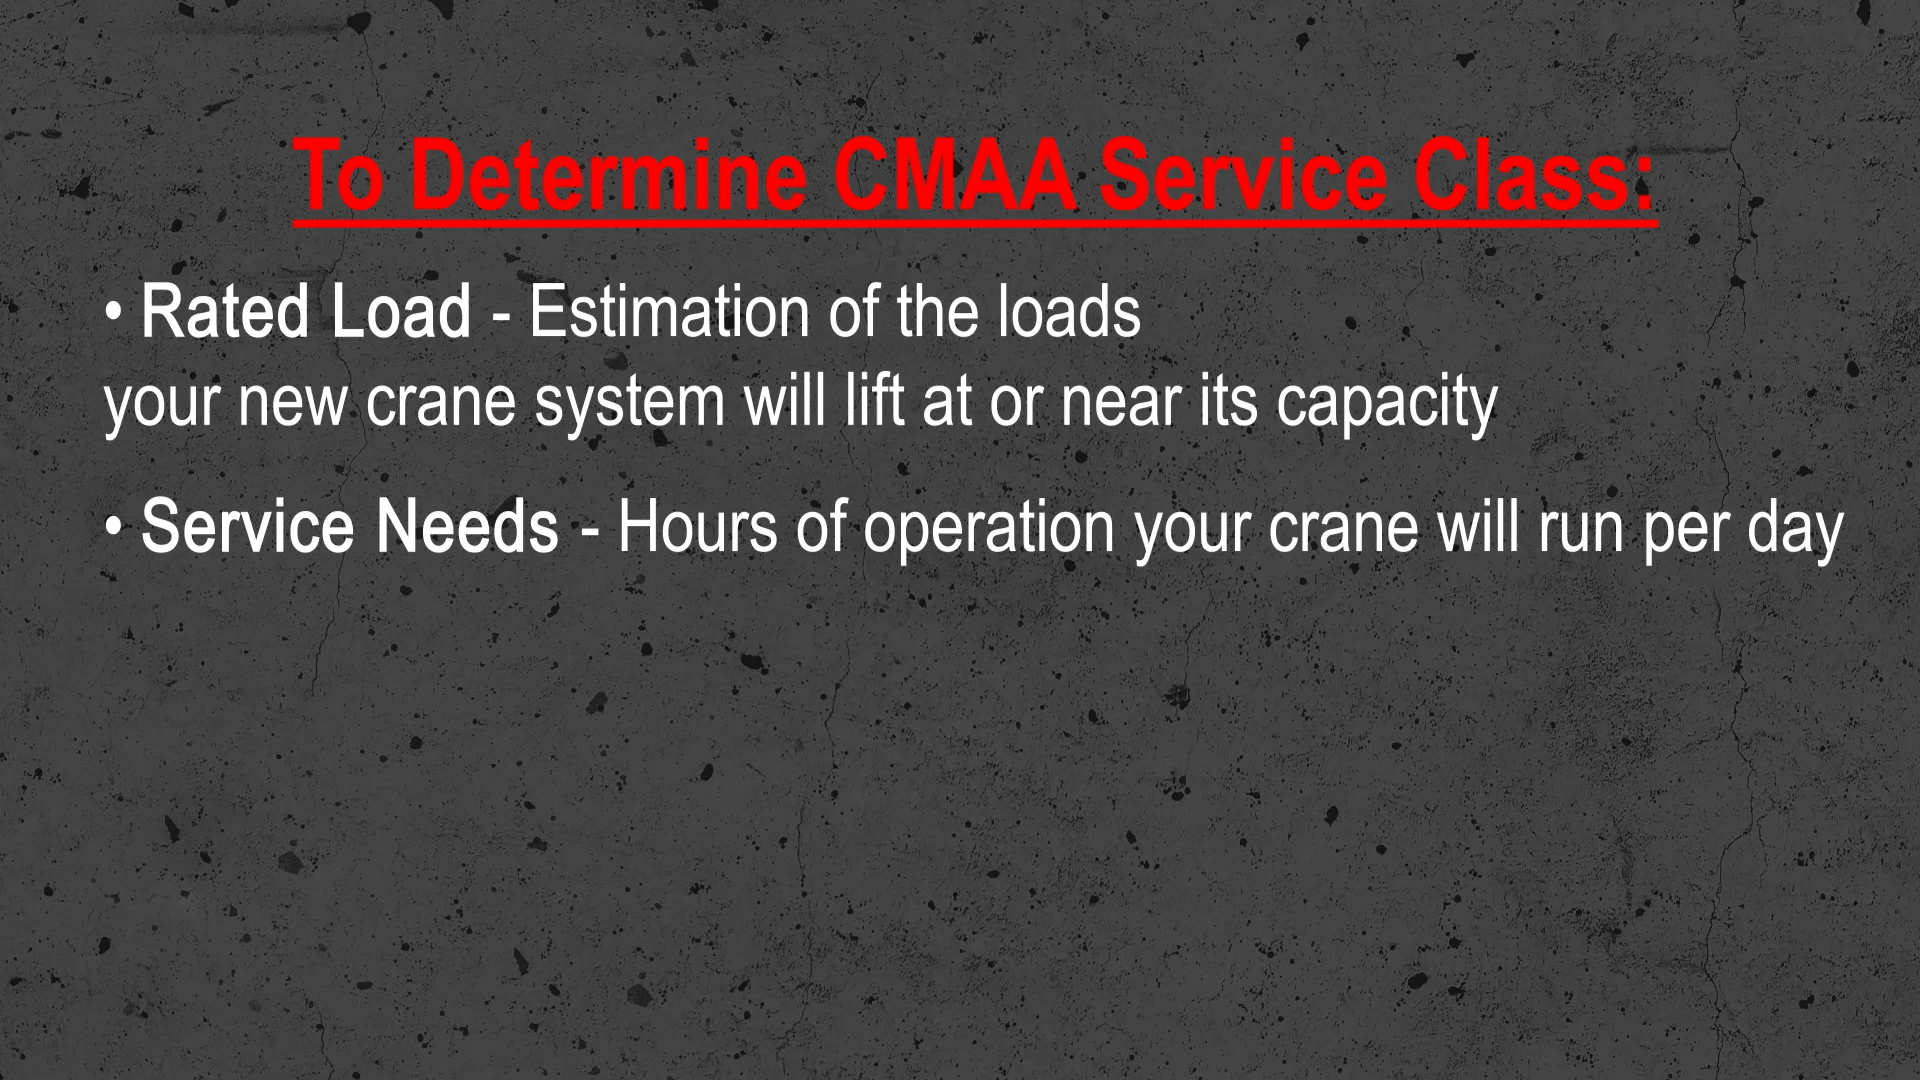 To Determine CMAA Service Class:
• Rated Load - Estimation of the loads
your new crane system will lift at or near its capacity
• Service Needs - Hours of operation your crane will run per day